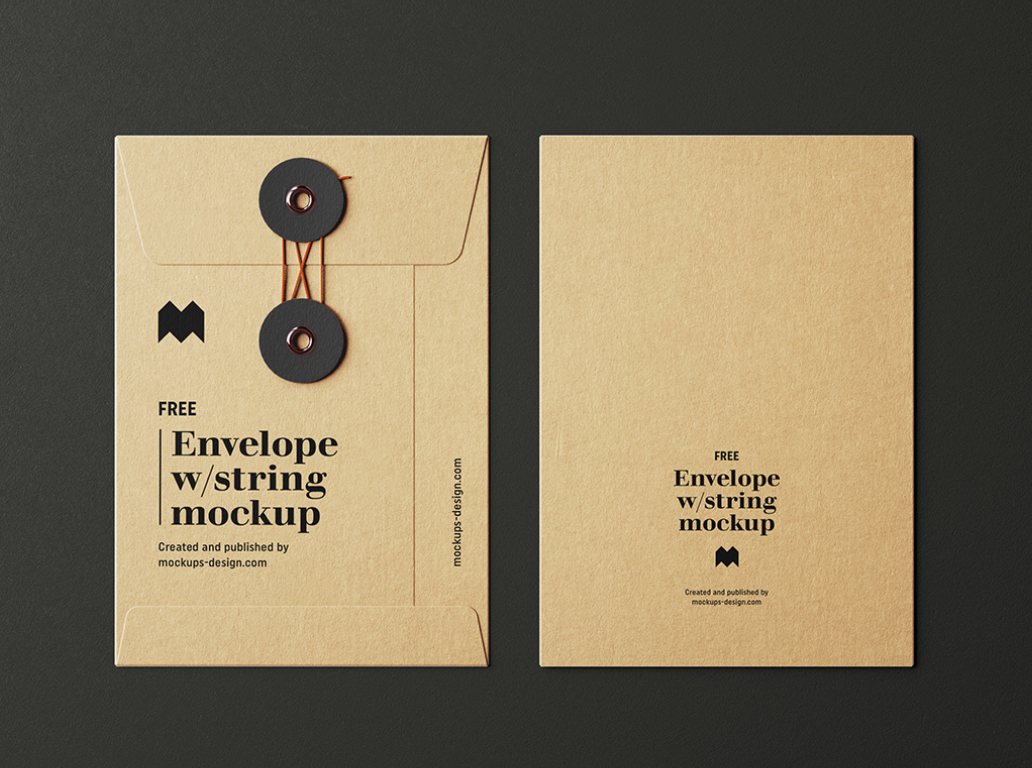 FREE
Envelope
w/string
mockup
Created and published by
mockups-design.com
mockups-design.com
FREE
Envelope
w/string
mockup
Created and published by
mockups-design.com